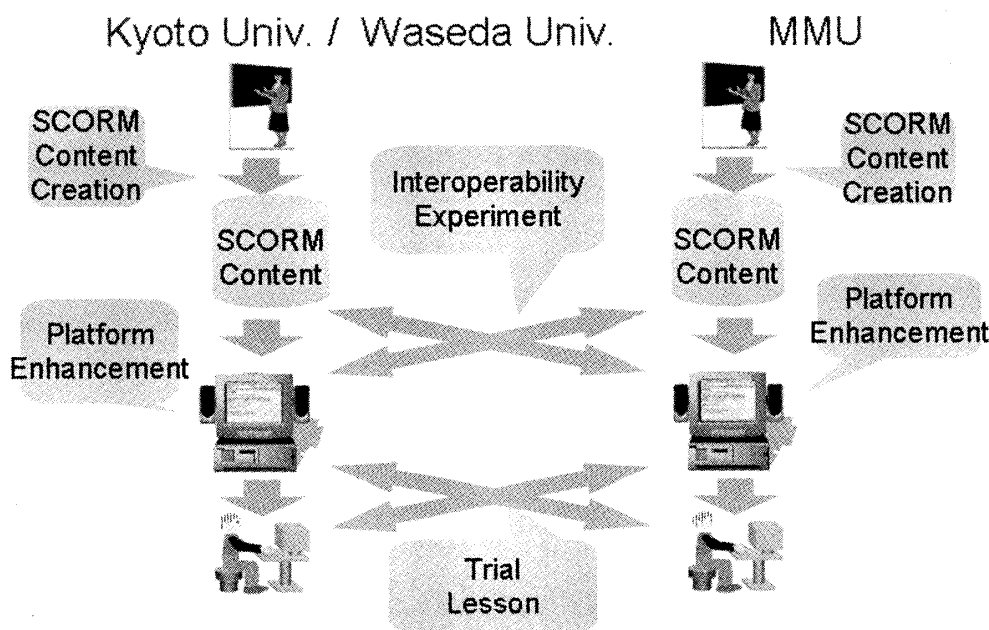 Kyoto Univ. / Waseda Univ.
MMU
SCORM
Content
Creation
Interoperability
Experiment
SCORM
Content
Creation
SCORM
Content
SCORM
Content
Platform
Enhancement
Platform
Enhancement
Trial
Lesson